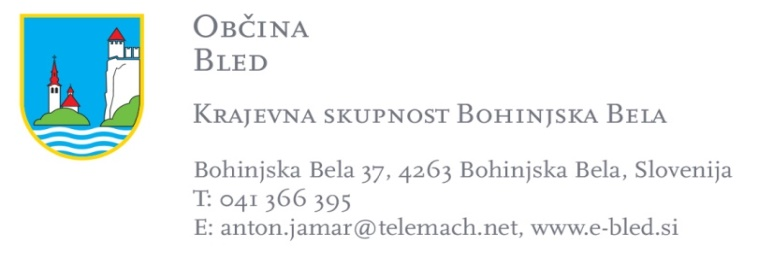 OBČINA
BLED
KRAJEVNA SKUPNOST BOHINJSKA BELA
Bohinjska Bela 37, 4263 Bohinjska Bela, Slovenija
T: 041 366 395
E: anton.jamar@telemach.net, www.e-bled.si